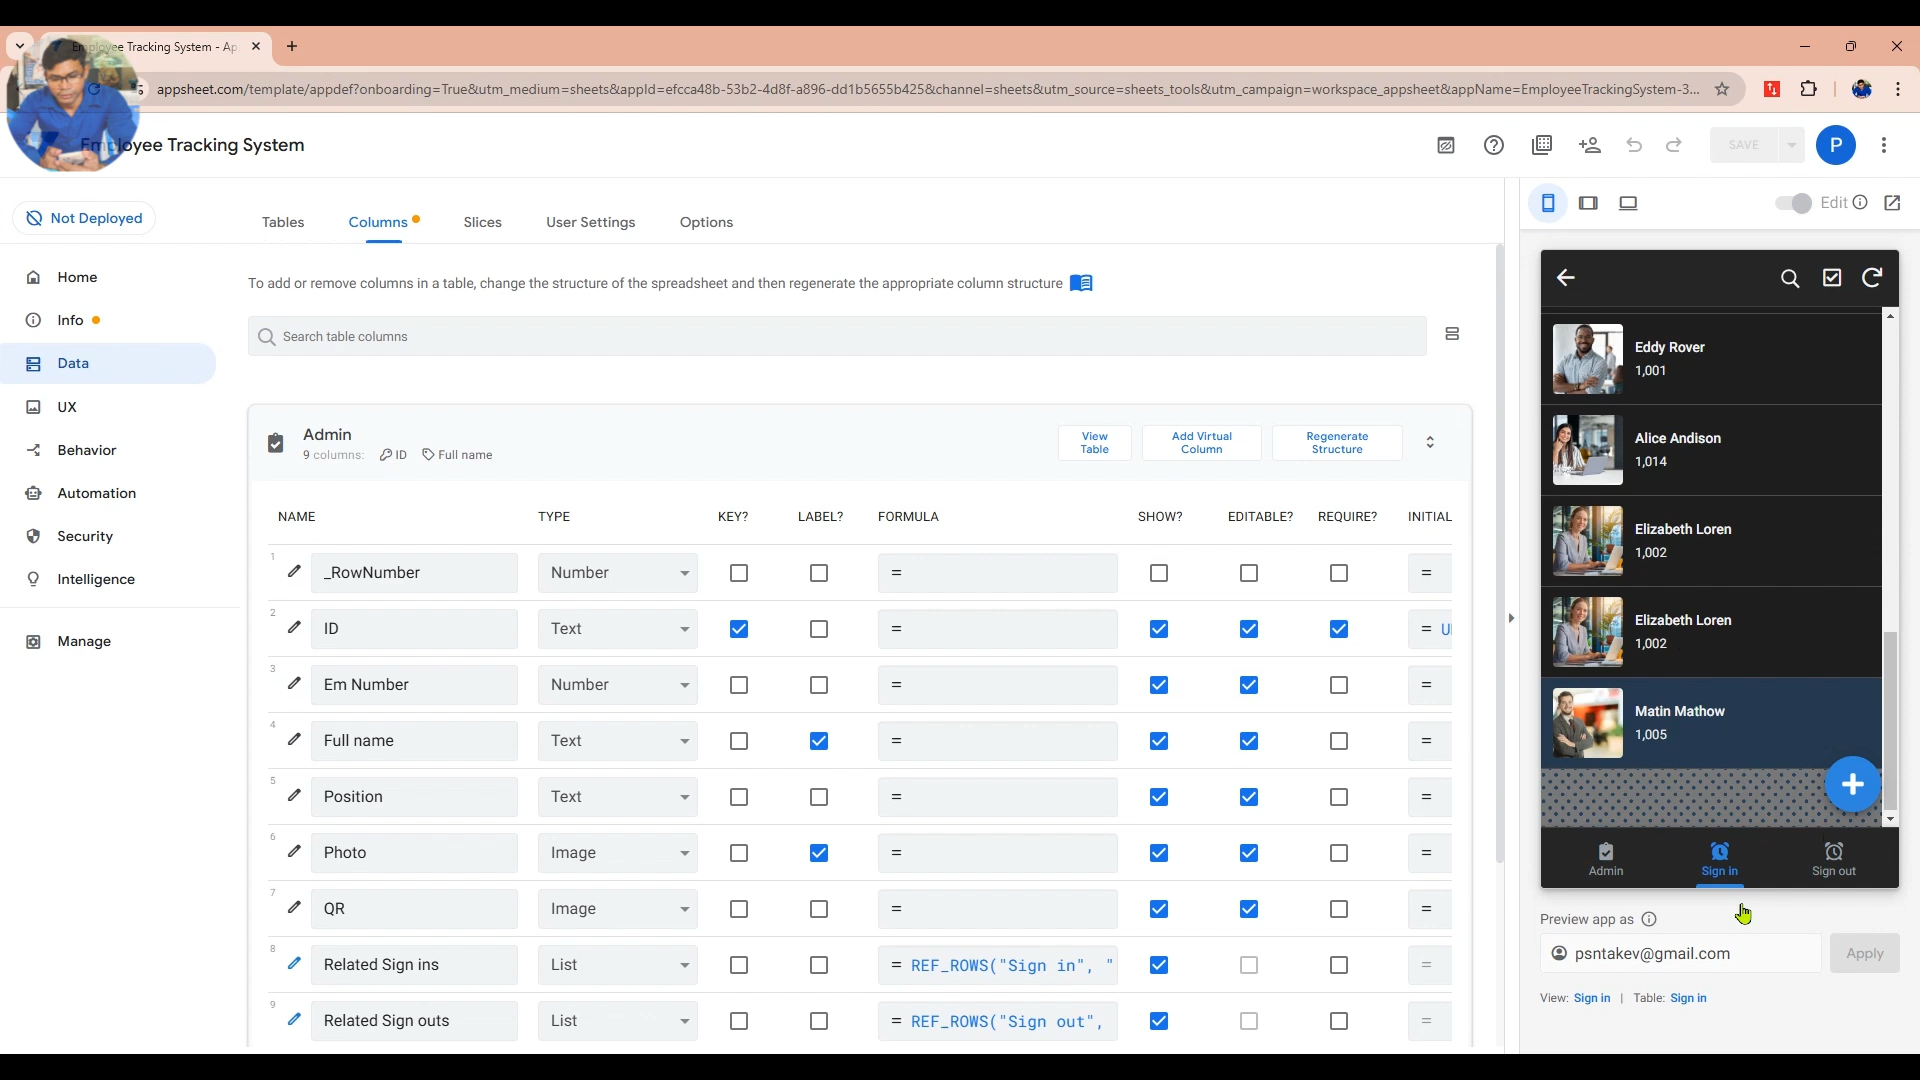 Employee Tracking System - Ap
appsheet.com/template/appdef?onboarding=True&utm_medium=sheets&appId=efcca48b-53b2-4d8f-a896-dd1b5655b425&channel=sheets&utm_source=sheets_tools&utm_campaign=workspace_appsheet&appName=EmployeeTrackingSystem-3...
Employee Tracking System
SAVE
P
Not Deployed
Home
Info
Data
UX
Behavior
Automation
Security
Intelligence
Manage
Tables Columns Slices User Settings Options
To add or remove columns in a table, change the structure of the spreadsheet and then regenerate the appropriate column structure
Search table columns
Admin
9 columns: ID Full name
View Table
Add Virtual Column
Regenerate Structure
NAME TYPE KEY? LABEL? FORMULA SHOW? EDITABLE? REQUIRE? INITIAL
1 _RowNumber Number = =
2 ID Text = = U
3 Em Number Number = =
4 Full name Text = =
5 Position Text = =
6 Photo Image = =
7 QR Image = =
8 Related Sign ins List = REF_ROWS("Sign in", " =
9 Related Sign outs List = REF_ROWS("Sign out", =
Edit
Eddy Rover
1,001
Alice Andison
1,014
Elizabeth Loren
1,002
Elizabeth Loren
1,002
Matin Mathow
1,005
Admin Sign in Sign out
Preview app as
psntakev@gmail.com
Apply
View: Sign in | Table: Sign in